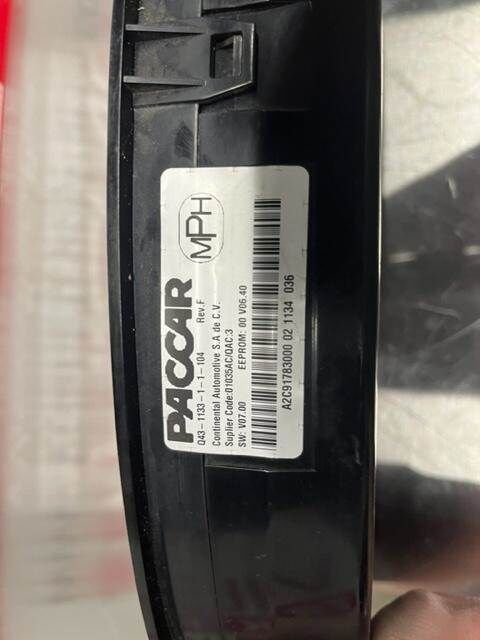 PACCAR
MPH
Q43-1133-1-1-104 Rev.F
Continental Automotive S.A de C.V.
Suplier Code:01035AC/QAC:3
SW: V07.00 EEPROM: 00 V06.40
A2C91783000 02 1134 036